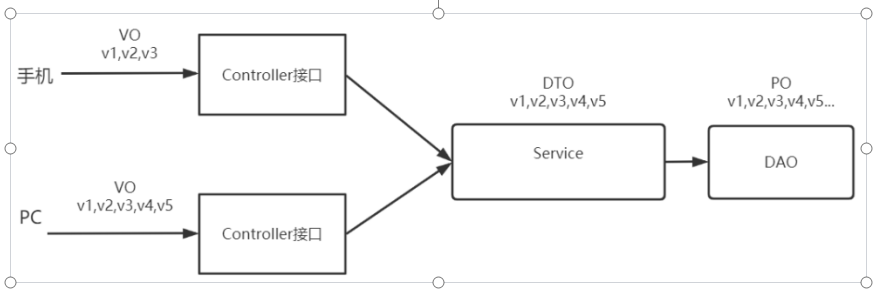 VO
v1,v2,v3
手机
Controller接口
DTO
v1,v2,v3,v4,v5
Service
PO
v1,v2,v3,v4,v5...
DAO
VO
v1,v2,v3,v4,v5
PC
Controller接口